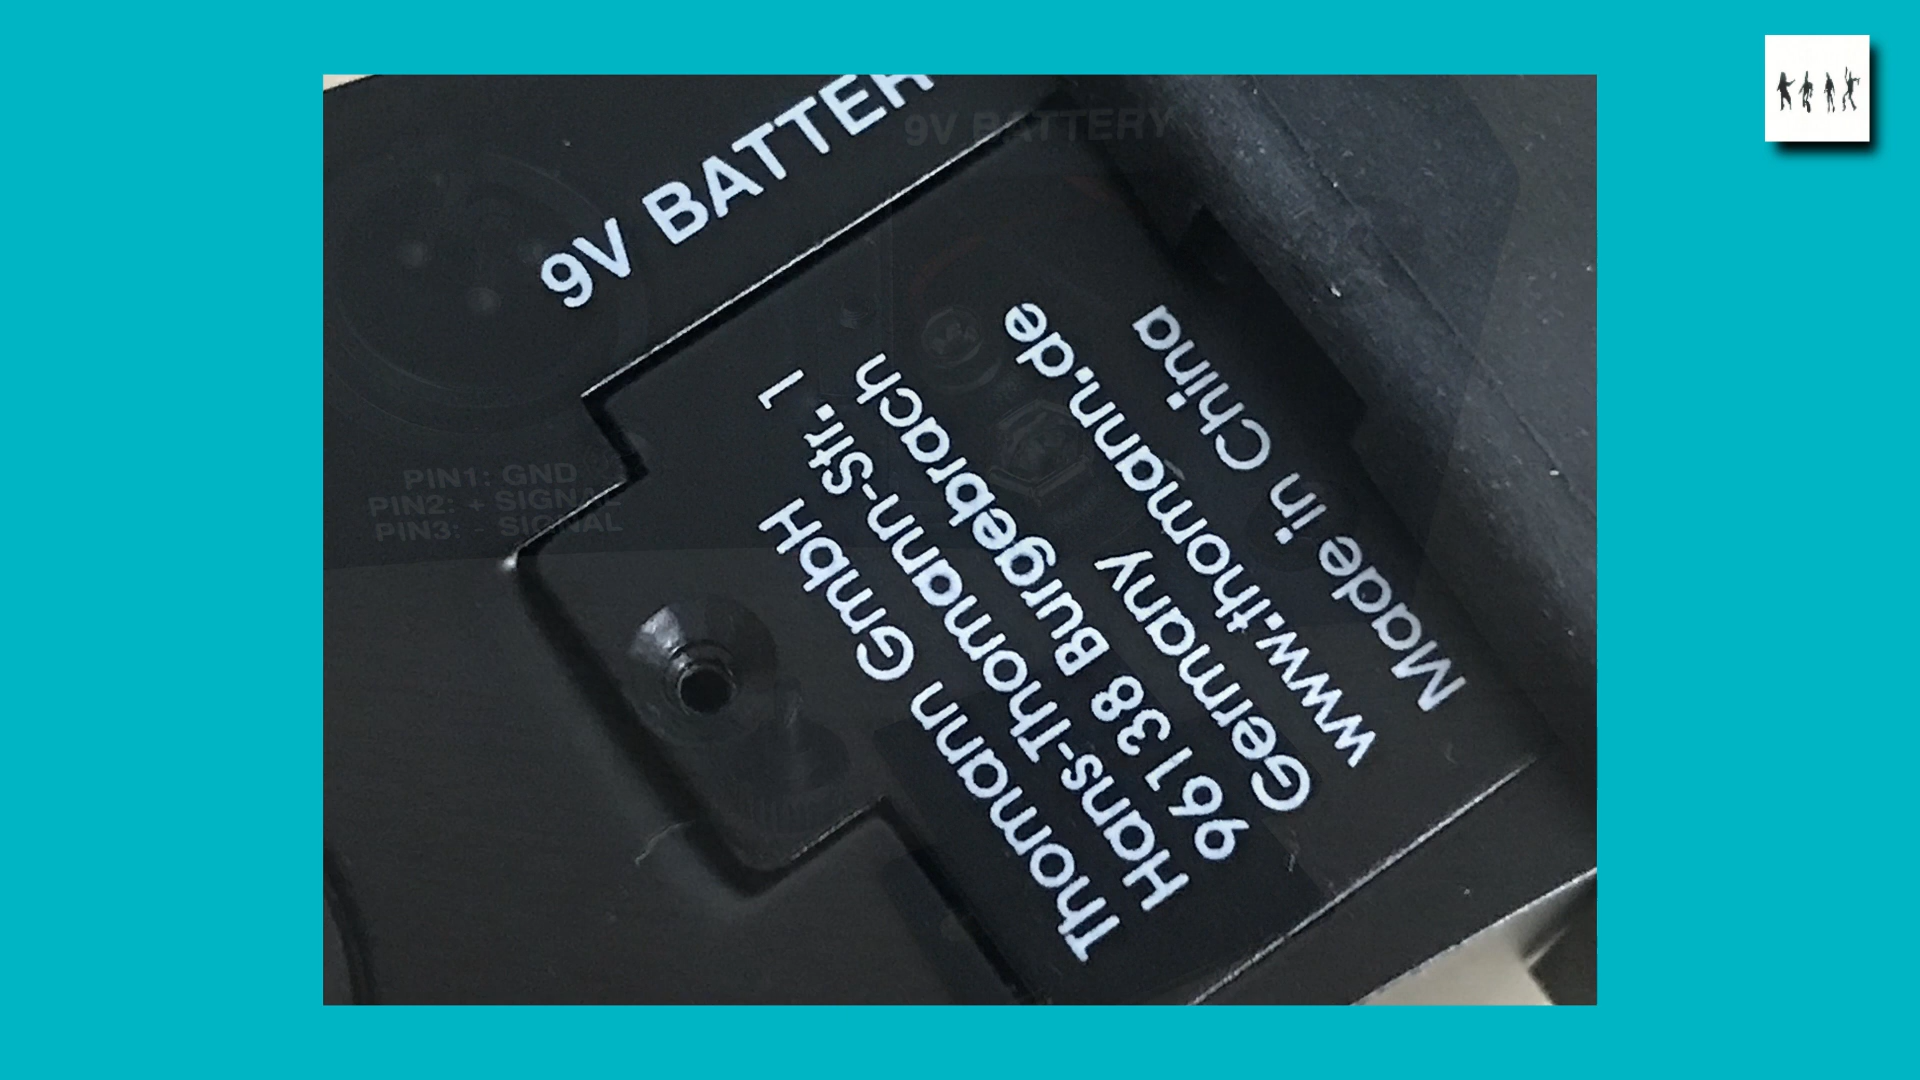 9V BATTER
9V BATTERY
PIN1: GND
PIN2: + SIGNAL
PIN3: - SIGNAL
Thomann GmbH
Hans-Thomann-Str. 1
96138 Burgebrach
Germany
www.thomann.de
Made in China